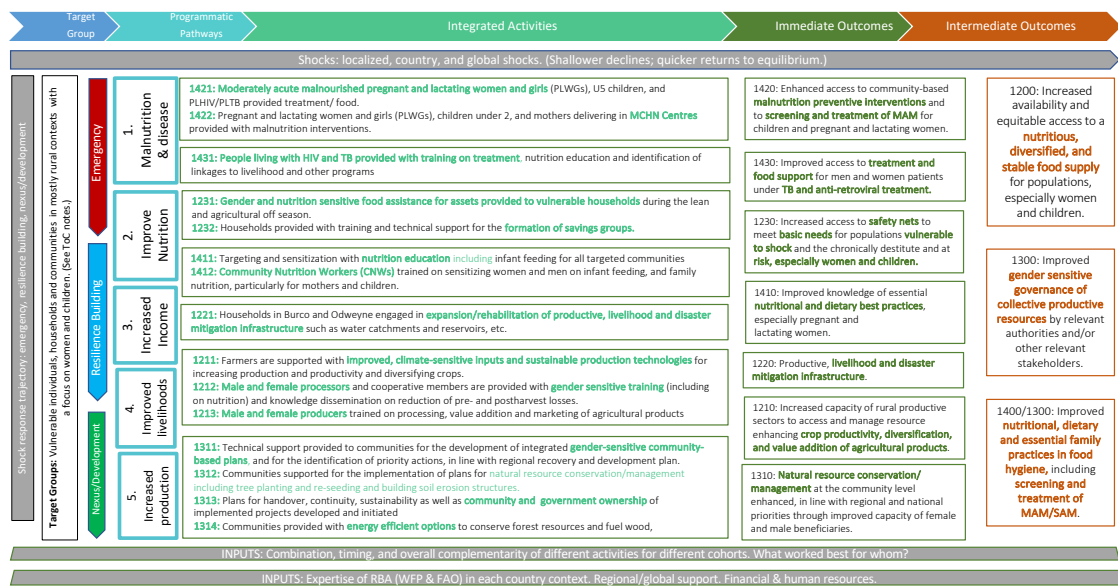 Target
Group
Programmatic
Pathways
Integrated Activities
Immediate Outcomes
Intermediate Outcomes
Shocks: localized, country, and global shocks. (Shallower declines; quicker returns to equilibrium.)
Shock response trajectory: emergency, resilience building, nexus/development
Target Groups: Vulnerable individuals, households and communities in mostly rural contexts with
a focus on women and children. (See ToC notes.)
Emergency
Resilience Building
Nexus/Development
1.
Malnutrition
& disease
2.
Improve
Nutrition
3.
Increased
Income
4.
Improved
livelihoods
5.
Increased
production
1421: Moderately acute malnourished pregnant and lactating women and girls (PLWGs), U5 children, and
PLHIV/PLTB provided treatment/ food.
1422: Pregnant and lactating women and girls (PLWGs), children under 2, and mothers delivering in MCHN Centres
provided with malnutrition interventions.
1431: People living with HIV and TB provided with training on treatment, nutrition education and identification of
linkages to livelihood and other programs
1231: Gender and nutrition sensitive food assistance for assets provided to vulnerable households during the lean
and agricultural off season.
1232: Households provided with training and technical support for the formation of savings groups.
1411: Targeting and sensitization with nutrition education including infant feeding for all targeted communities
1412: Community Nutrition Workers (CNWs) trained on sensitizing women and men on infant feeding, and family
nutrition, particularly for mothers and children.
1221: Households in Burco and Odweyne engaged in expansion/rehabilitation of productive, livelihood and disaster
mitigation infrastructure such as water catchments and reservoirs, etc.
1211: Farmers are supported with improved, climate-sensitive inputs and sustainable production technologies for
increasing production and productivity and diversifying crops.
1212: Male and female processors and cooperative members are provided with gender sensitive training (including
on nutrition) and knowledge dissemination on reduction of pre- and postharvest losses.
1213: Male and female producers trained on processing, value addition and marketing of agricultural products
1311: Technical support provided to communities for the development of integrated gender-sensitive community-
based plans, and for the identification of priority actions, in line with regional recovery and development plan.
1312: Communities supported for the implementation of plans for natural resource conservation/management
including tree planting and re-seeding and building soil erosion structures.
1313: Plans for handover, continuity, sustainability as well as community and government ownership of
implemented projects developed and initiated
1314: Communities provided with energy efficient options to conserve forest resources and fuel wood,
1420: Enhanced access to community-based
malnutrition preventive interventions and
to screening and treatment of MAM for
children and pregnant and lactating women.
1430: Improved access to treatment and
food support for men and women patients
under TB and anti-retroviral treatment.
1230: Increased access to safety nets to
meet basic needs for populations vulnerable
to shock and the chronically destitute and at
risk, especially women and children.
1410: Improved knowledge of essential
nutritional and dietary best practices,
especially pregnant and
lactating women.
1220: Productive, livelihood and disaster
mitigation infrastructure.
1210: Increased capacity of rural productive
sectors to access and manage resource
enhancing crop productivity, diversification,
and value addition of agricultural products.
1310: Natural resource conservation/
management at the community level
enhanced, in line with regional and national
priorities through improved capacity of female
and male beneficiaries.
1200: Increased
availability and
equitable access to a
nutritious,
diversified, and
stable food supply
for populations,
especially women
and children.
1300: Improved
gender sensitive
governance of
collective productive
resources by relevant
authorities and/or
other relevant
stakeholders.
1400/1300: Improved
nutritional, dietary
and essential family
practices in food
hygiene, including
screening and
treatment of
MAM/SAM.
INPUTS: Combination, timing, and overall complementarity of different activities for different cohorts. What worked best for whom?
INPUTS: Expertise of RBA (WFP & FAO) in each country context. Regional/global support. Financial & human resources.